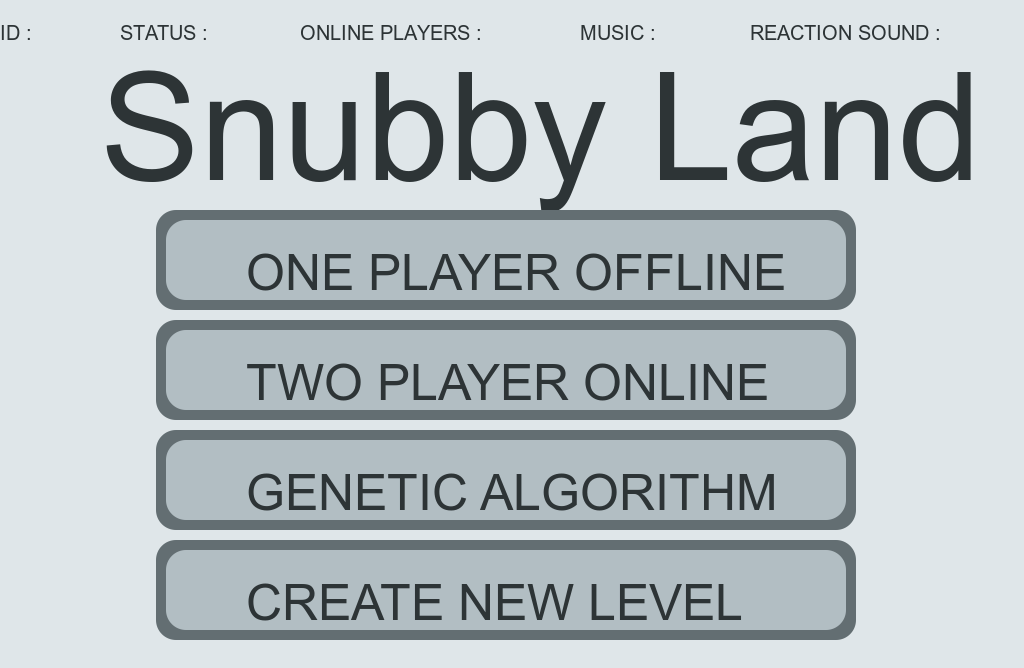 ID : STATUS : ONLINE PLAYERS : MUSIC : REACTION SOUND :
Snubby Land
ONE PLAYER OFFLINE
TWO PLAYER ONLINE
GENETIC ALGORITHM
CREATE NEW LEVEL